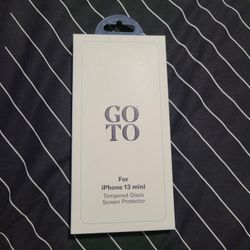 GO
TO
For
iPhone 13 mini
Tempered Glass
Screen Protector